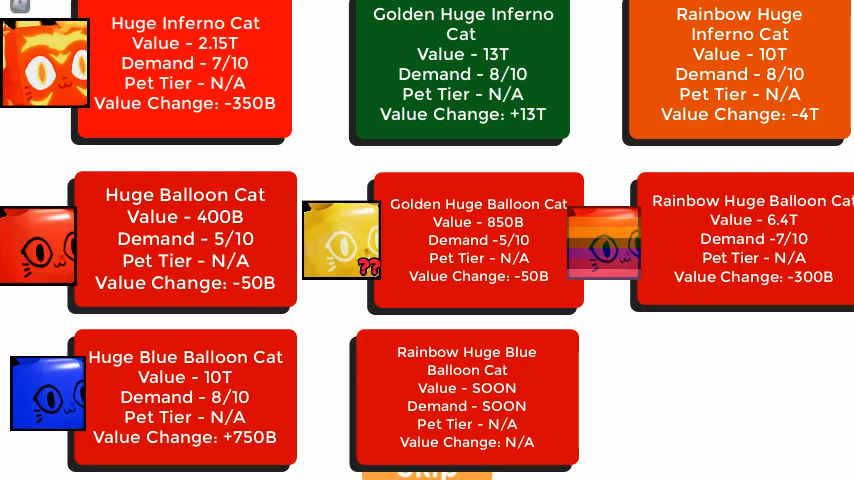 Huge Inferno Cat
Value - 2.15T
Demand - 7/10
Pet Tier - N/A
Value Change: -350B
Golden Huge Inferno
Cat
Value - 13T
Demand - 8/10
Pet Tier - N/A
Value Change: +13T
Rainbow Huge
Inferno Cat
Value - 10T
Demand - 8/10
Pet Tier - N/A
Value Change: -4T
Huge Balloon Cat
Value - 400B
Demand - 5/10
Pet Tier - N/A
Value Change: -50B
??
Golden Huge Balloon Cat
Value - 850B
Demand -5/10
Pet Tier - N/A
Value Change: -50B
Rainbow Huge Balloon Cat
Value - 6.4T
Demand -7/10
Pet Tier - N/A
Value Change: -300B
Huge Blue Balloon Cat
Value - 10T
Demand - 8/10
Pet Tier - N/A
Value Change: +750B
Rainbow Huge Blue
Balloon Cat
Value - SOON
Demand - SOON
Pet Tier - N/A
Value Change: N/A